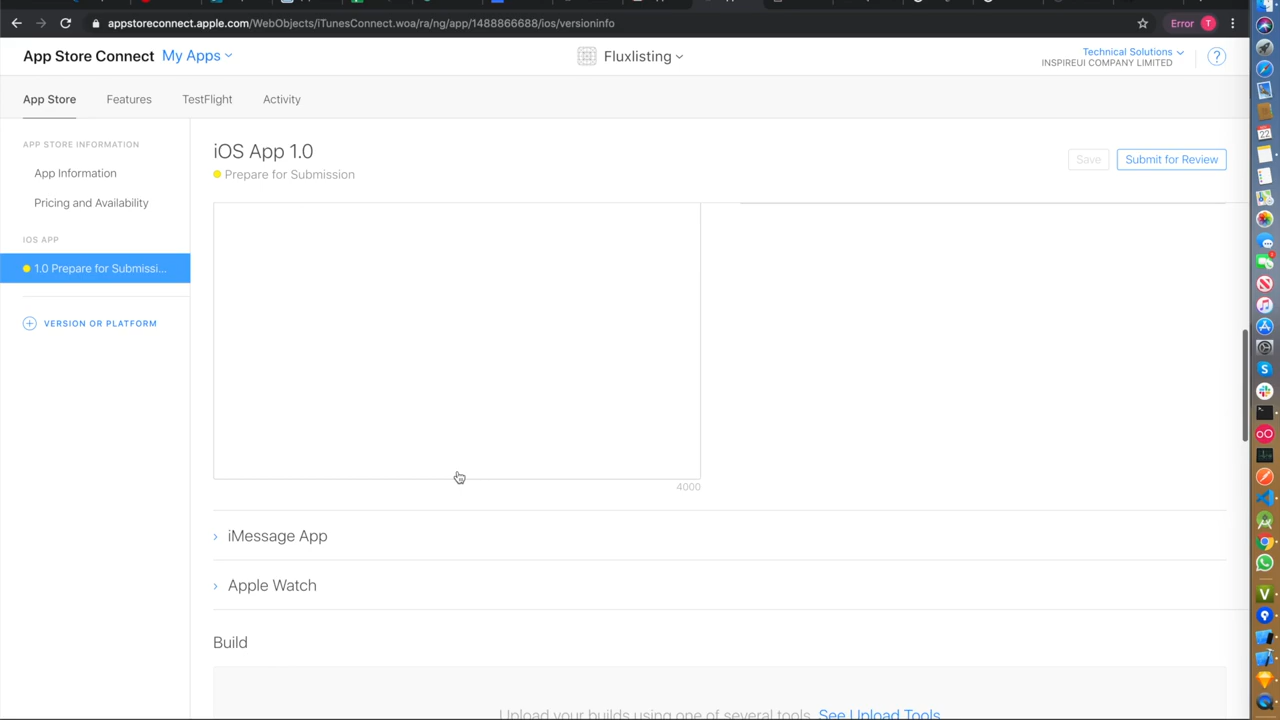 appstoreconnect.apple.com/WebObjects/iTunesConnect.woa/ra/ng/app/1488866688/ios/versioninfo
Error
T
App Store Connect
My Apps
Fluxlisting
Technical Solutions
INSPIREUI COMPANY LIMITED
?
App Store
Features
TestFlight
Activity
APP STORE INFORMATION
App Information
Pricing and Availability
IOS APP
1.0 Prepare for Submissi...
VERSION OR PLATFORM
iOS App 1.0
Prepare for Submission
Save
Submit for Review
4000
iMessage App
Apple Watch
Build
Upload your builds using one of several tools. See Upload Tools
22